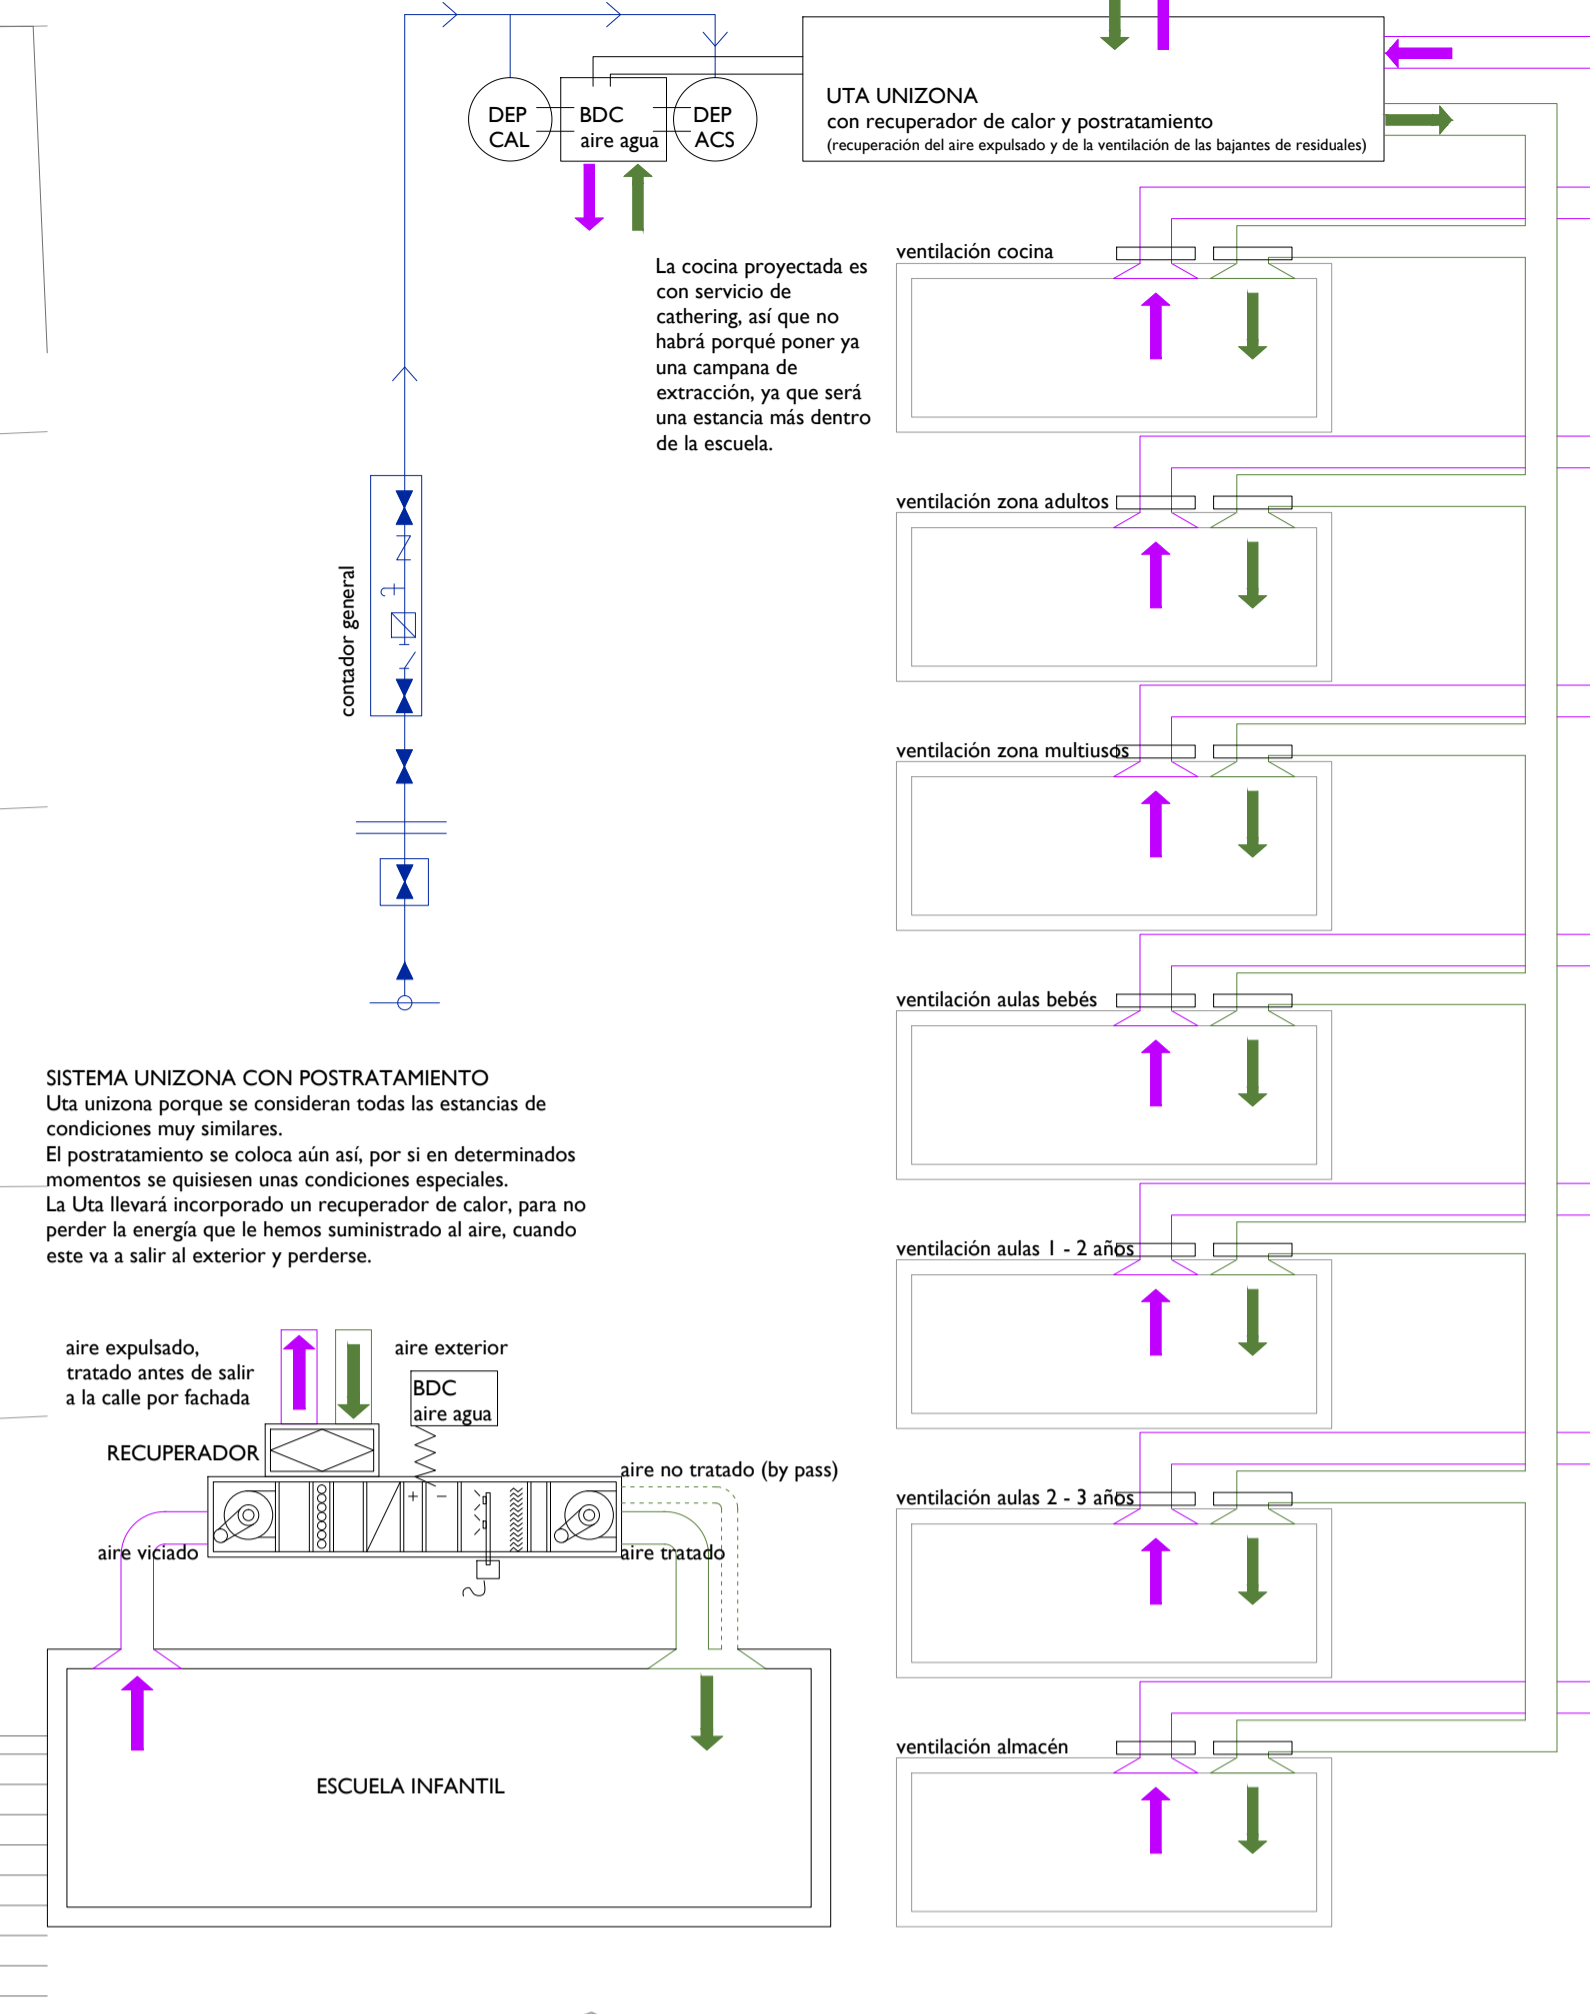 DEP
CAL
BDC
aire agua
DEP
ACS
UTA UNIZONA
con recuperador de calor y postratamiento
(recuperación del aire expulsado y de la ventilación de las bajantes de residuales)
La cocina proyectada es
con servicio de
cathering, así que no
habrá porqué poner ya
una campana de
extracción, ya que será
una estancia más dentro
de la escuela.
ventilación cocina
ventilación zona adultos
ventilación zona multiusos
ventilación aulas bebés
ventilación aulas 1 - 2 años
ventilación aulas 2 - 3 años
ventilación almacén
contador general
SISTEMA UNIZONA CON POSTRATAMIENTO
Uta unizona porque se consideran todas las estancias de
condiciones muy similares.
El postratamiento se coloca aún así, por si en determinados
momentos se quisiesen unas condiciones especiales.
La Uta llevará incorporado un recuperador de calor, para no
perder la energía que le hemos suministrado al aire, cuando
este va a salir al exterior y perderse.
aire expulsado,
tratado antes de salir
a la calle por fachada
aire exterior
BDC
aire agua
RECUPERADOR
+ −
aire no tratado (by pass)
aire viciado
aire tratado
ESCUELA INFANTIL